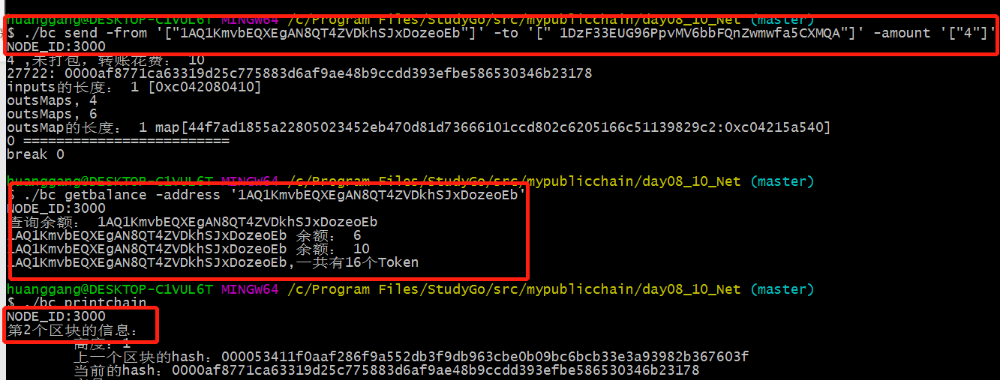 huanggang@DESKTOP-C1VUL6T MINGW64 /c/Program Files/StudyGo/src/mypublicchain/day08_10_Net (master)
$ ./bc send -from '["1AQ1KmvbEQXEgAN8QT4ZVDkhSJxDozeoEb"]' -to '[" 1DzF33EUG96PpvMV6bbFQnZwmwfa5CXMQA"]' -amount '["4"]'
NODE_ID:3000
4 ,未打包，转账花费： 10
27722: 0000af8771ca63319d25c775883d6af9ae48b9ccdd393efbe586530346b23178
inputs的长度： 1 [0xc042080410]
outsMaps, 4
outsMaps, 6
outsMap的长度： 1 map[44f7ad1855a22805023452eb470d81d73666101ccd802c6205166c51139829c2:0xc04215a540]
0 =========================
break 0
huanggang@DESKTOP-C1VUL6T MINGW64 /c/Program Files/StudyGo/src/mypublicchain/day08_10_Net (master)
$ ./bc getbalance -address '1AQ1KmvbEQXEgAN8QT4ZVDkhSJxDozeoEb'
NODE_ID:3000
查询余额： 1AQ1KmvbEQXEgAN8QT4ZVDkhSJxDozeoEb
1AQ1KmvbEQXEgAN8QT4ZVDkhSJxDozeoEb 余额： 6
1AQ1KmvbEQXEgAN8QT4ZVDkhSJxDozeoEb 余额： 10
1AQ1KmvbEQXEgAN8QT4ZVDkhSJxDozeoEb,一共有16个Token
huanggang@DESKTOP-C1VUL6T MINGW64 /c/Program Files/StudyGo/src/mypublicchain/day08_10_Net (master)
$ ./bc printchain
NODE_ID:3000
第2个区块的信息：
高度：1
上一个区块的hash：000053411f0aaf286f9a552db3f9db963cbe0b09bc6bcb33e3a93982b367603f
当前的hash：0000af8771ca63319d25c775883d6af9ae48b9ccdd393efbe586530346b23178